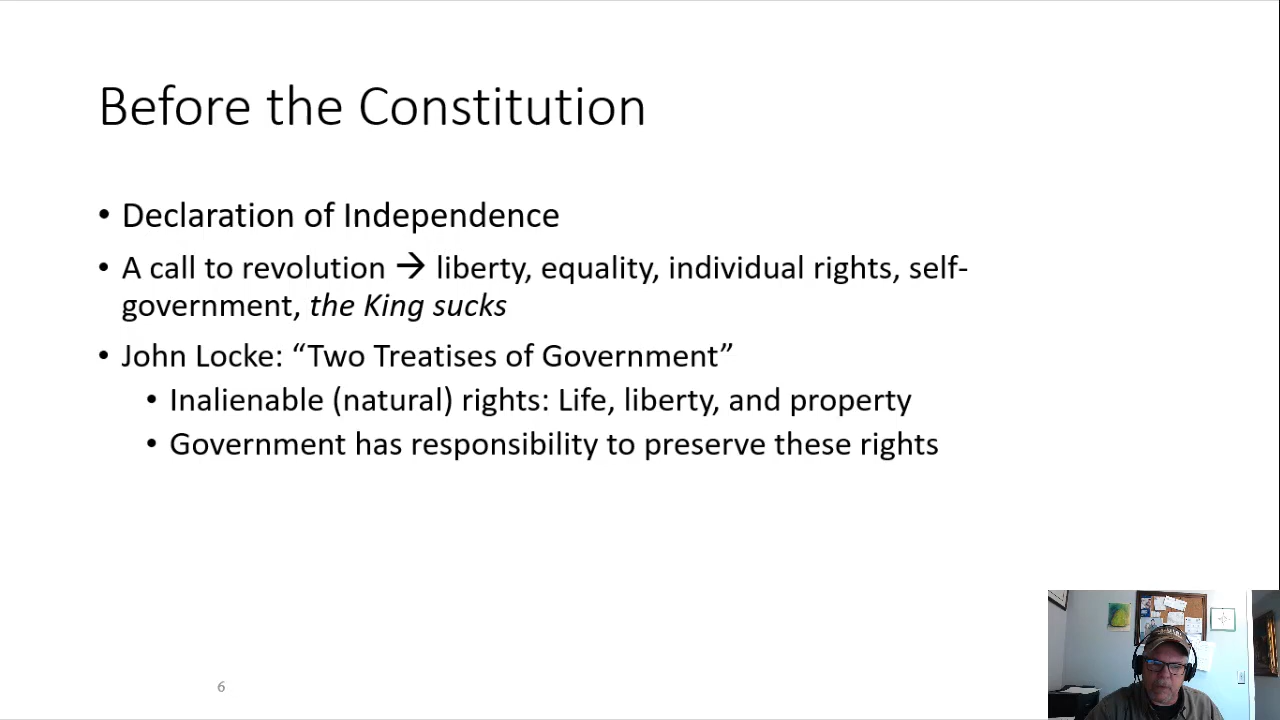 Before the Constitution
• Declaration of Independence
• A call to revolution → liberty, equality, individual rights, self-
government, the King sucks
• John Locke: “Two Treatises of Government”
• Inalienable (natural) rights: Life, liberty, and property
• Government has responsibility to preserve these rights
6